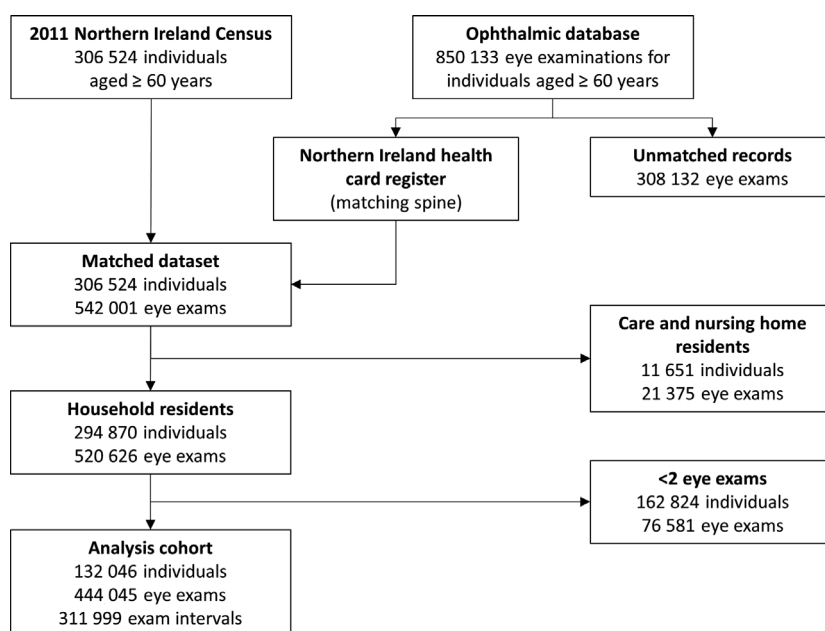 2011 Northern Ireland Census
306 524 individuals
aged ≥ 60 years
Ophthalmic database
850 133 eye examinations for
individuals aged ≥ 60 years
Northern Ireland health
card register
(matching spine)
Unmatched records
308 132 eye exams
Matched dataset
306 524 individuals
542 001 eye exams
Care and nursing home
residents
11 651 individuals
21 375 eye exams
Household residents
294 870 individuals
520 626 eye exams
<2 eye exams
162 824 individuals
76 581 eye exams
Analysis cohort
132 046 individuals
444 045 eye exams
311 999 exam intervals